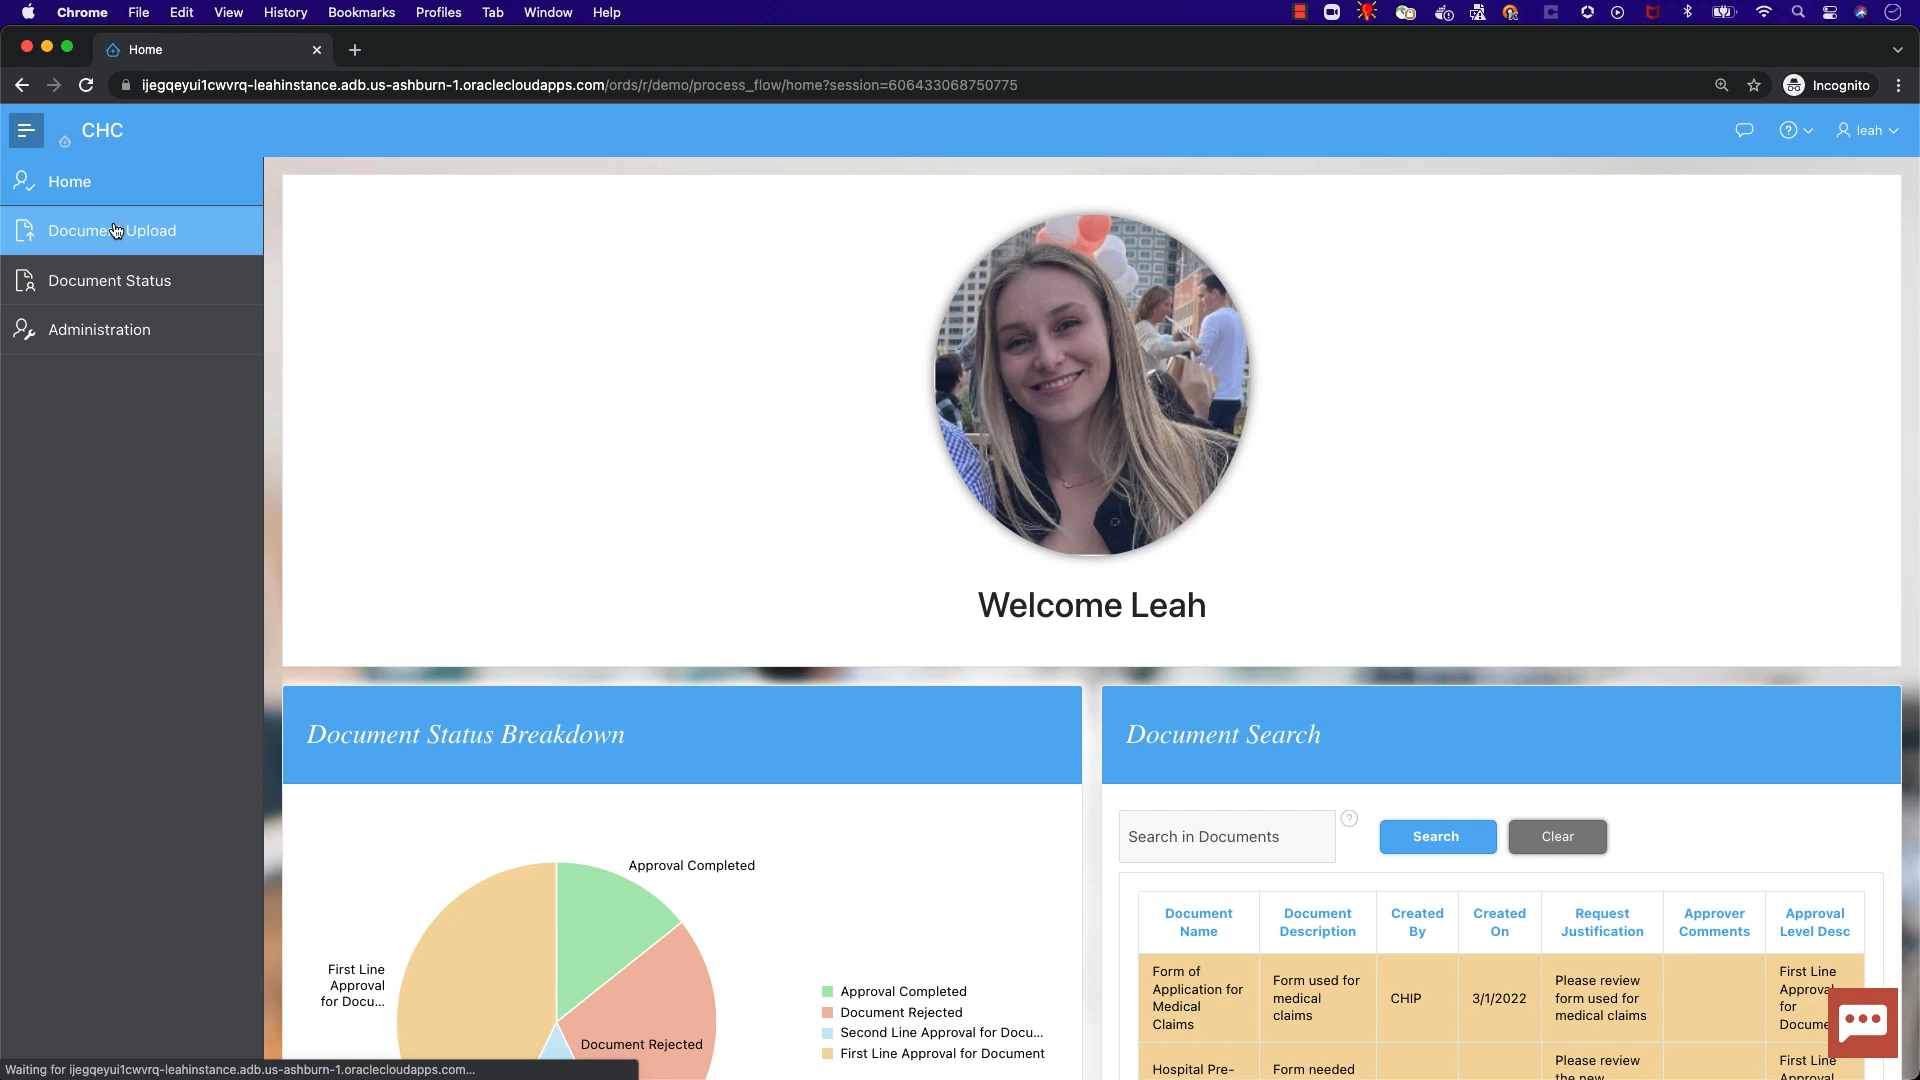 Chrome File Edit View History Bookmarks Profiles Tab Window Help
Home
ijegqeyui1cwvrq-leahinstance.adb.us-ashburn-1.oraclecloudapps.com/ords/r/demo/process_flow/home?session=606433068750775
Incognito
CHC
leah
Home
Upload
Document Status
Administration
Welcome Leah
Document Status Breakdown
Approval Completed
First Line
Approval
for Docu...
Document Rejected
Approval Completed
Document Rejected
Second Line Approval for Docu...
First Line Approval for Document
Document Search
Search in Documents
Search
Clear
Document Name
Document Description
Created By
Created On
Request Justification
Approver Comments
Approval Level Desc
Form of
Application for
Medical
Claims
Form used for
medical
claims
CHIP
3/1/2022
Please review
form used for
medical claims
First Line
for
Hospital Pre-
Form needed
Please review
the new
First Line
Waiting for ijegqeyui1cwvrq-leahinstance.adb.us-ashburn-1.oraclecloudapps.com...